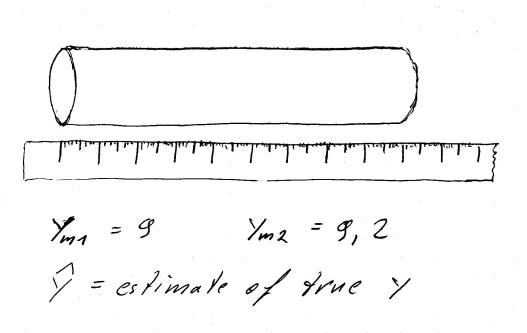 Ym1 = 9 Ym2 = 9,2
Ŷ = estimate of true y